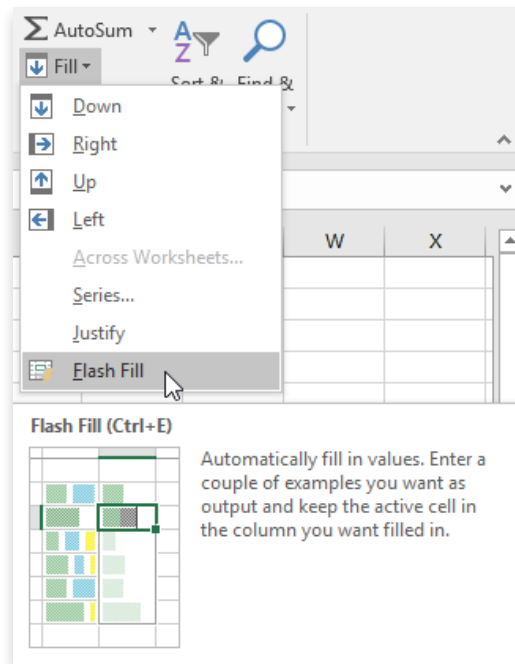 AutoSum
Fill
Sort & Find &
Down
Right
Up
Left
W X
Across Worksheets...
Series...
Justify
Flash Fill
Flash Fill (Ctrl+E)
Automatically fill in values. Enter a
couple of examples you want as
output and keep the active cell in
the column you want filled in.